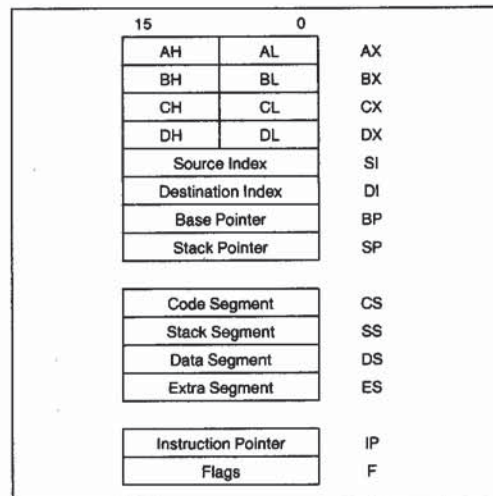 15 0
AH AL AX
BH BL BX
CH CL CX
DH DL DX
Source Index SI
Destination Index DI
Base Pointer BP
Stack Pointer SP
Code Segment CS
Stack Segment SS
Data Segment DS
Extra Segment ES
Instruction Pointer IP
Flags F